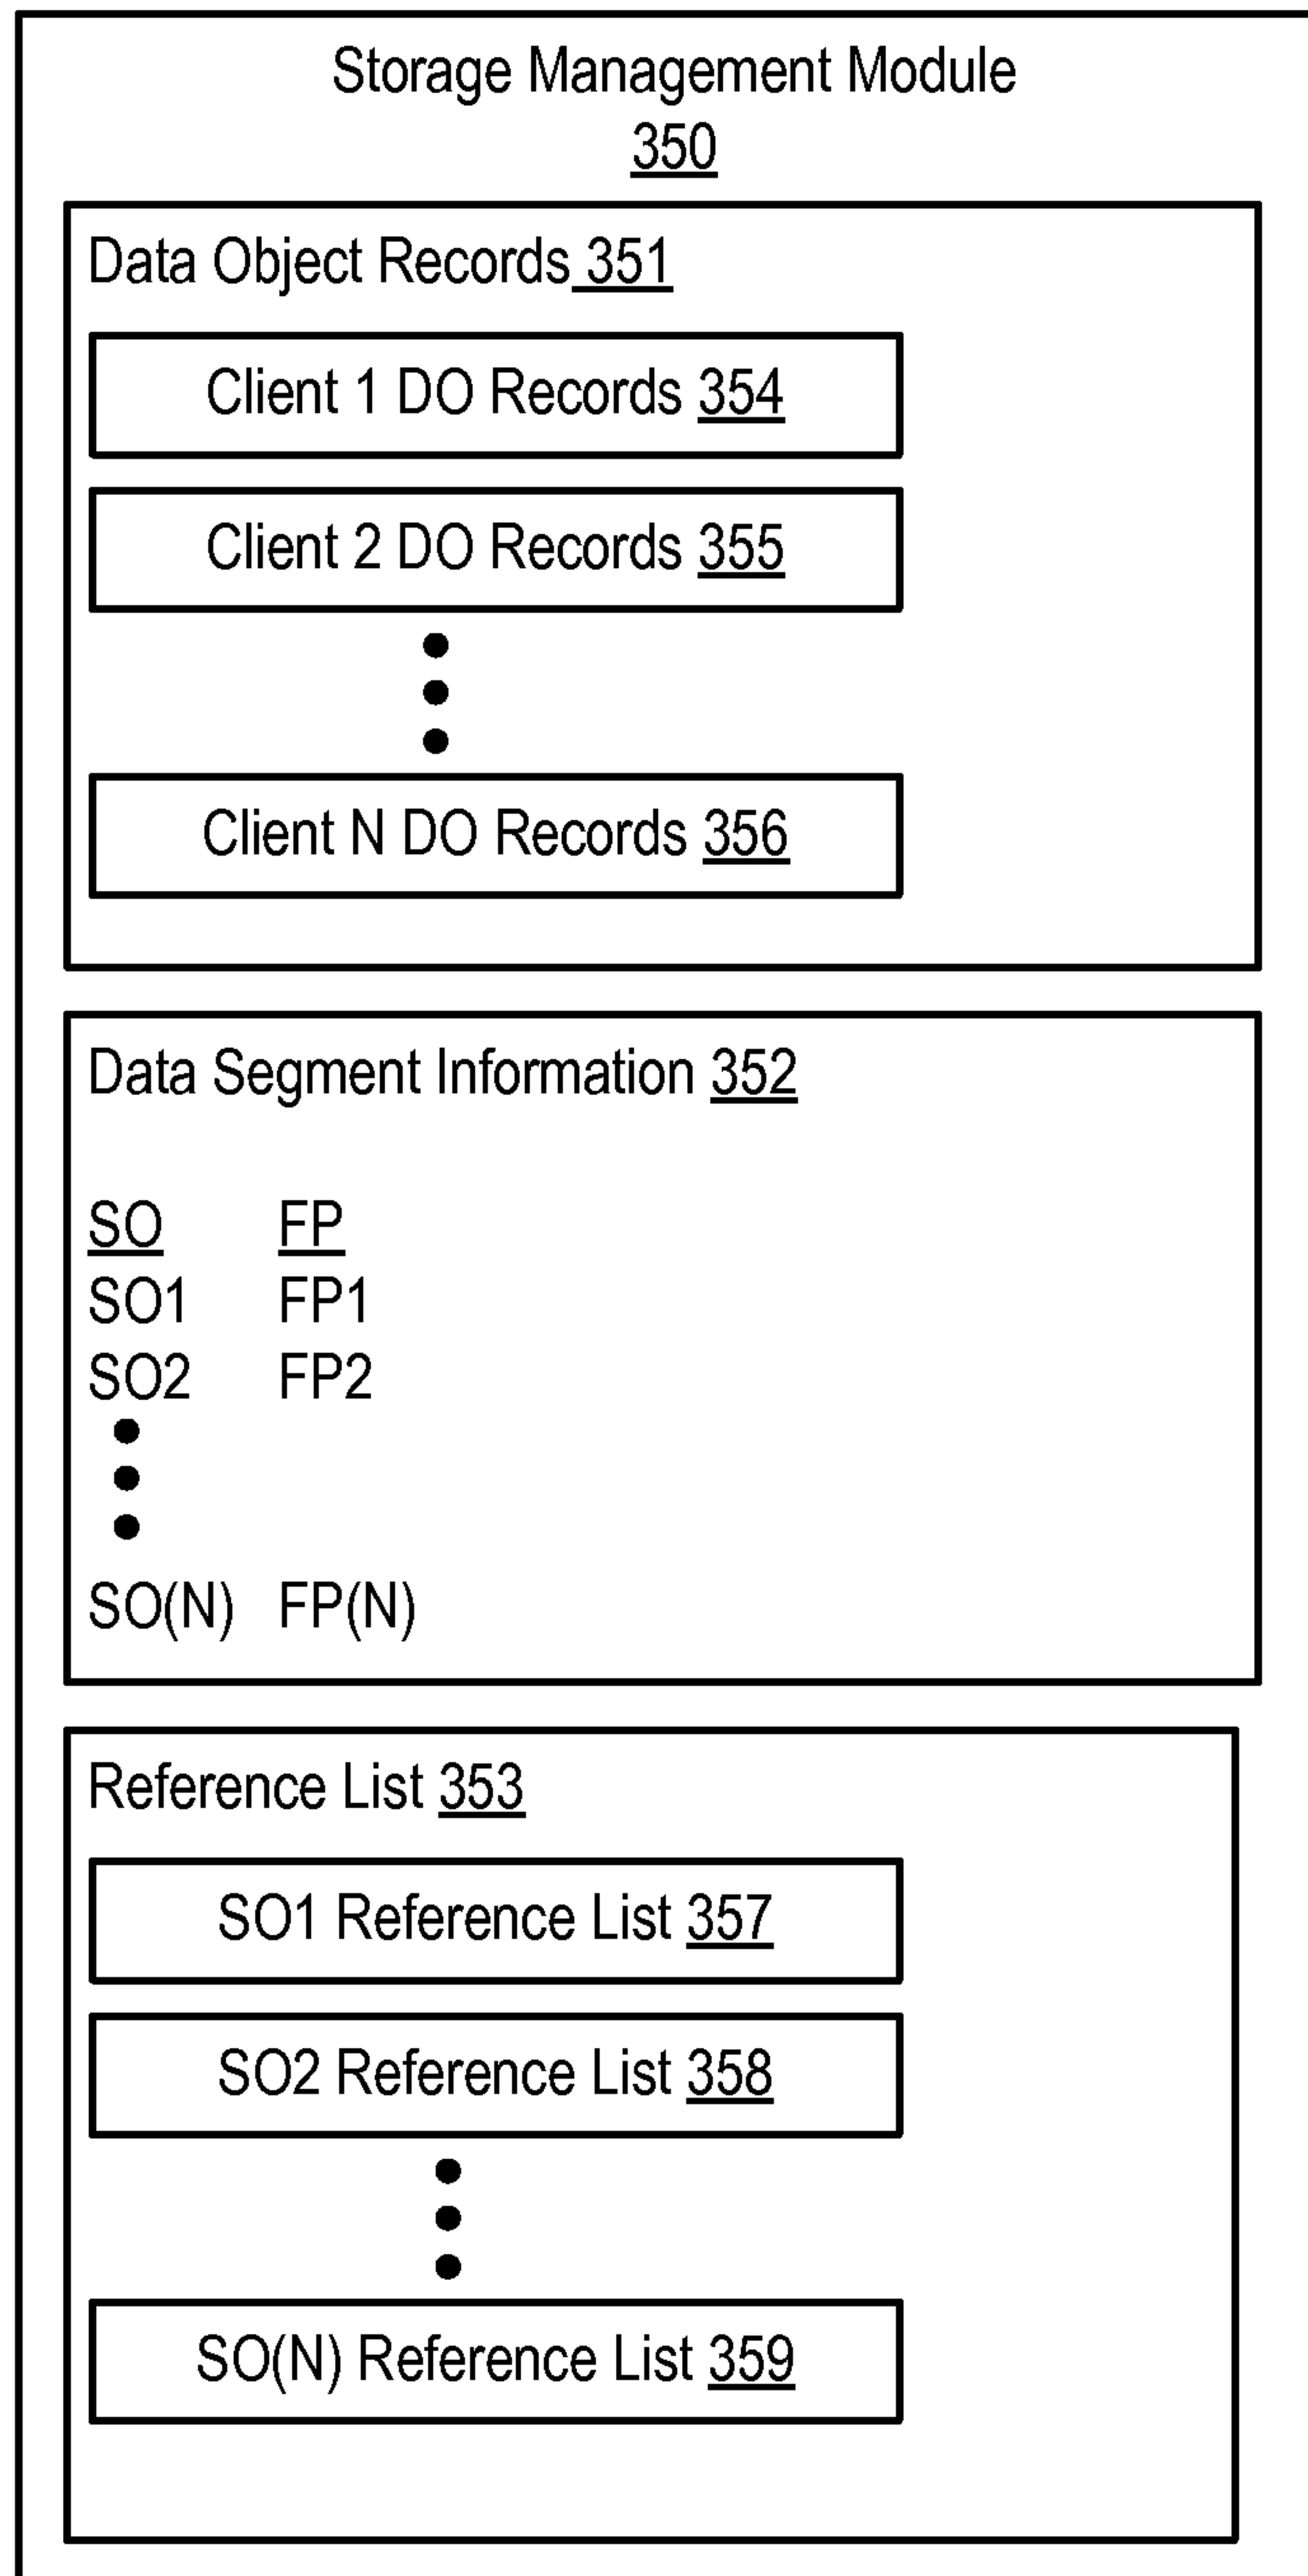 Storage Management Module
350
Data Object Records 351
Client 1 DO Records 354
Client 2 DO Records 355
Client N DO Records 356
Data Segment Information 352
SO FP
SO1 FP1
SO2 FP2
SO(N) FP(N)
Reference List 353
SO1 Reference List 357
SO2 Reference List 358
SO(N) Reference List 359